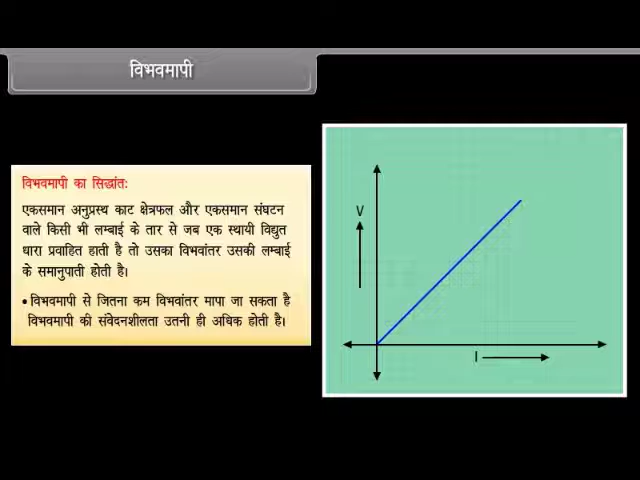 विभवमापी
विभवमापी का सिद्धांतः
एकसमान अनुप्रस्थ काट क्षेत्रफल और एकसमान संघटन
वाले किसी भी लम्बाई के तार से जब एक स्थायी विद्युत
धारा प्रवाहित हाती है तो उसका विभवांतर उसकी लम्बाई
के समानुपाती होती है।
• विभवमापी से जितना कम विभवांतर मापा जा सकता है
विभवमापी की संवेदनशीलता उतनी ही अधिक होती है।
V
I